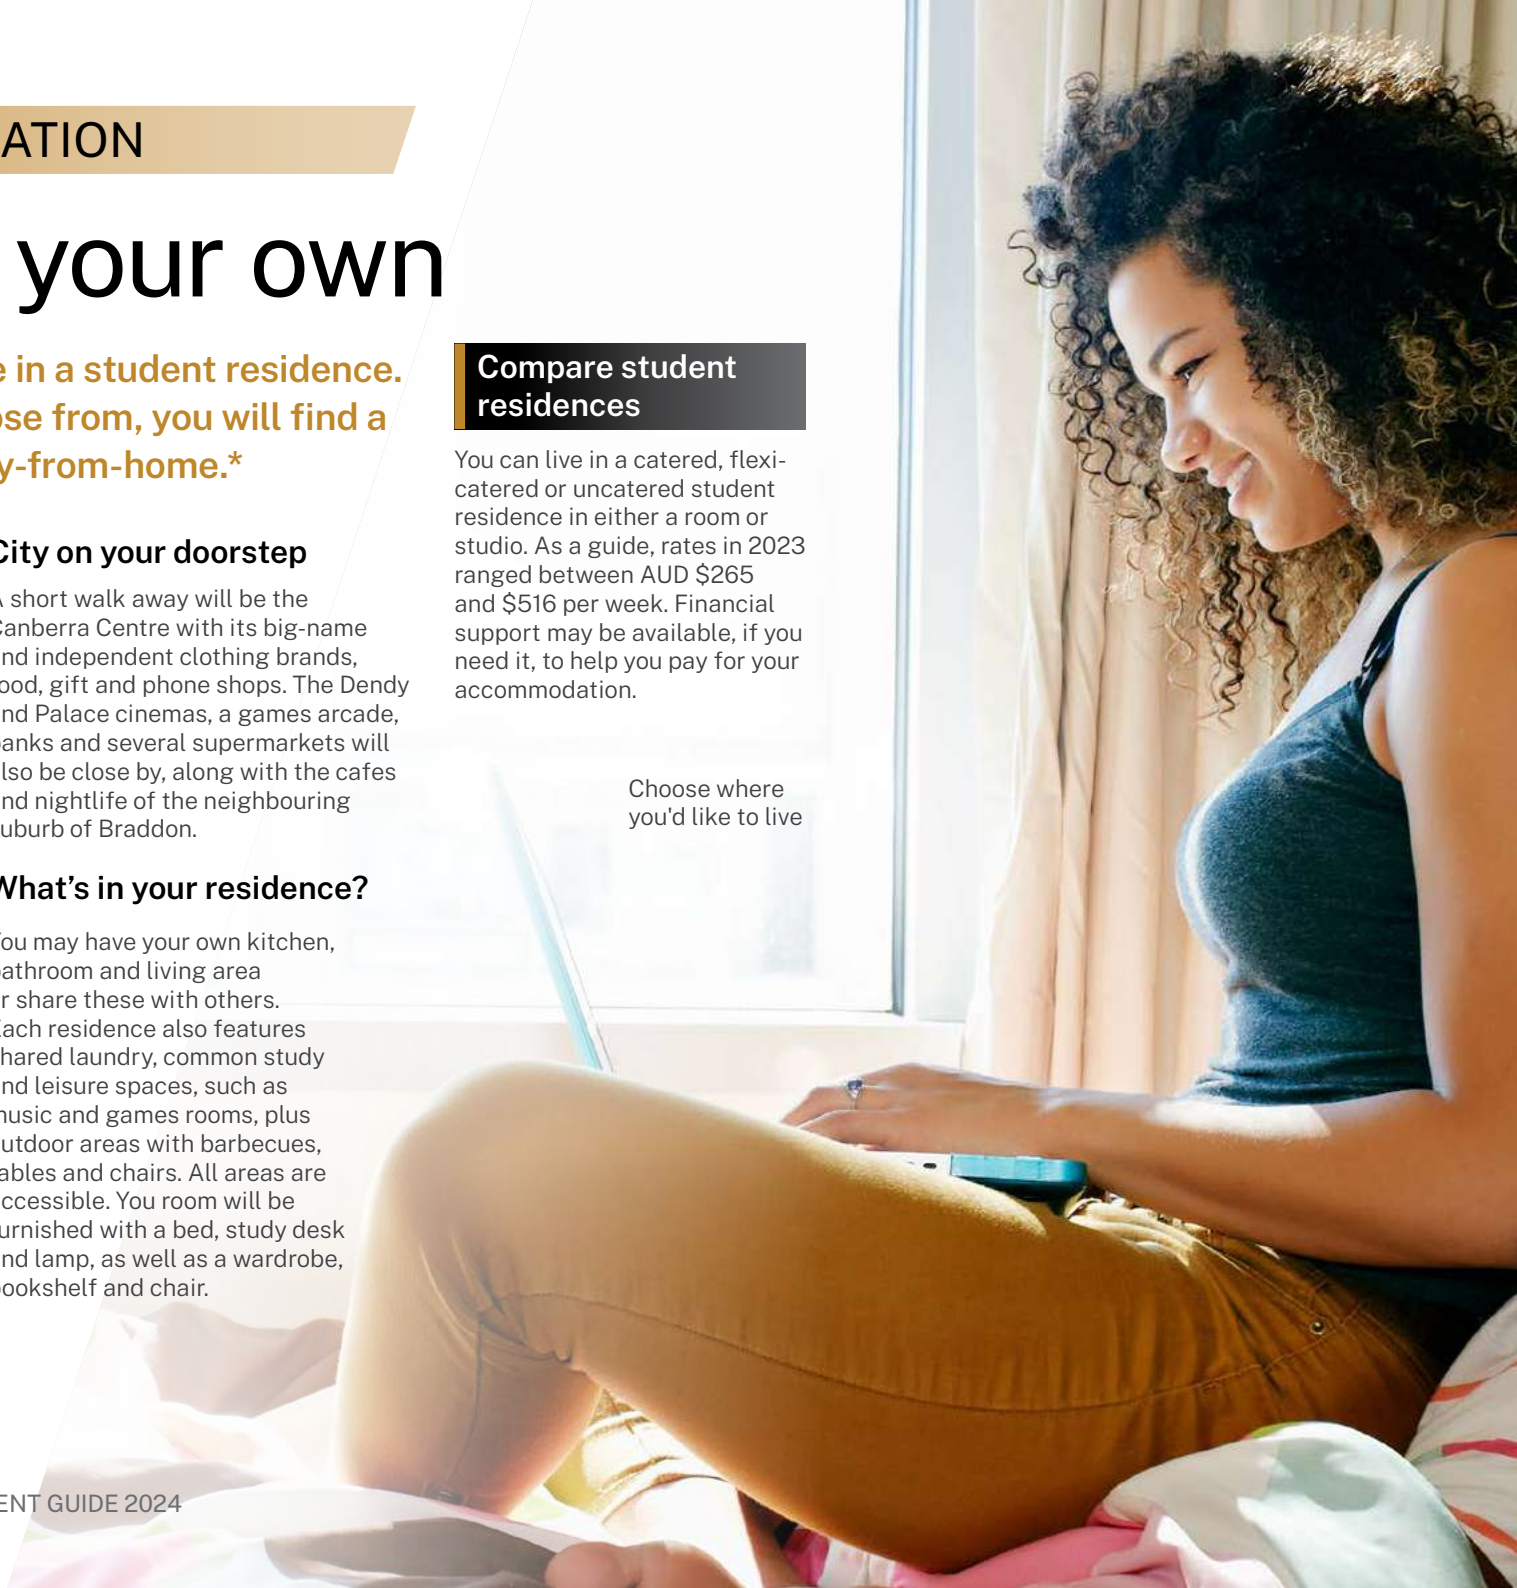 ATION
your own
e in a student residence.
ose from, you will find a
y-from-home.*
City on your doorstep
A short walk away will be the
Canberra Centre with its big-name
nd independent clothing brands,
ood, gift and phone shops. The Dendy
nd Palace cinemas, a games arcade,
banks and several supermarkets will
lso be close by, along with the cafes
nd nightlife of the neighbouring
uburb of Braddon.
What's in your residence?
You may have your own kitchen,
bathroom and living area
r share these with others.
Each residence also features
hared laundry, common study
nd leisure spaces, such as
music and games rooms, plus
utdoor areas with barbecues,
ables and chairs. All areas are
ccessible. You room will be
urnished with a bed, study desk
nd lamp, as well as a wardrobe,
bookshelf and chair.
Compare student
residences
You can live in a catered, flexi-
catered or uncatered student
residence in either a room or
studio. As a guide, rates in 2023
ranged between AUD $265
and $516 per week. Financial
support may be available, if you
need it, to help you pay for your
accommodation.
Choose where
you'd like to live
ENT GUIDE 2024